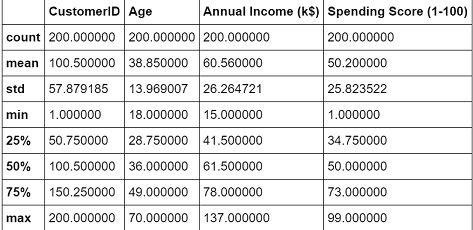 CustomerID Age Annual Income (k$) Spending Score (1-100)
count 200.000000 200.000000 200.000000 200.000000
mean 100.500000 38.850000 60.560000 50.200000
std 57.879185 13.969007 26.264721 25.823522
min 1.000000 18.000000 15.000000 1.000000
25% 50.750000 28.750000 41.500000 34.750000
50% 100.500000 36.000000 61.500000 50.000000
75% 150.250000 49.000000 78.000000 73.000000
max 200.000000 70.000000 137.000000 99.000000